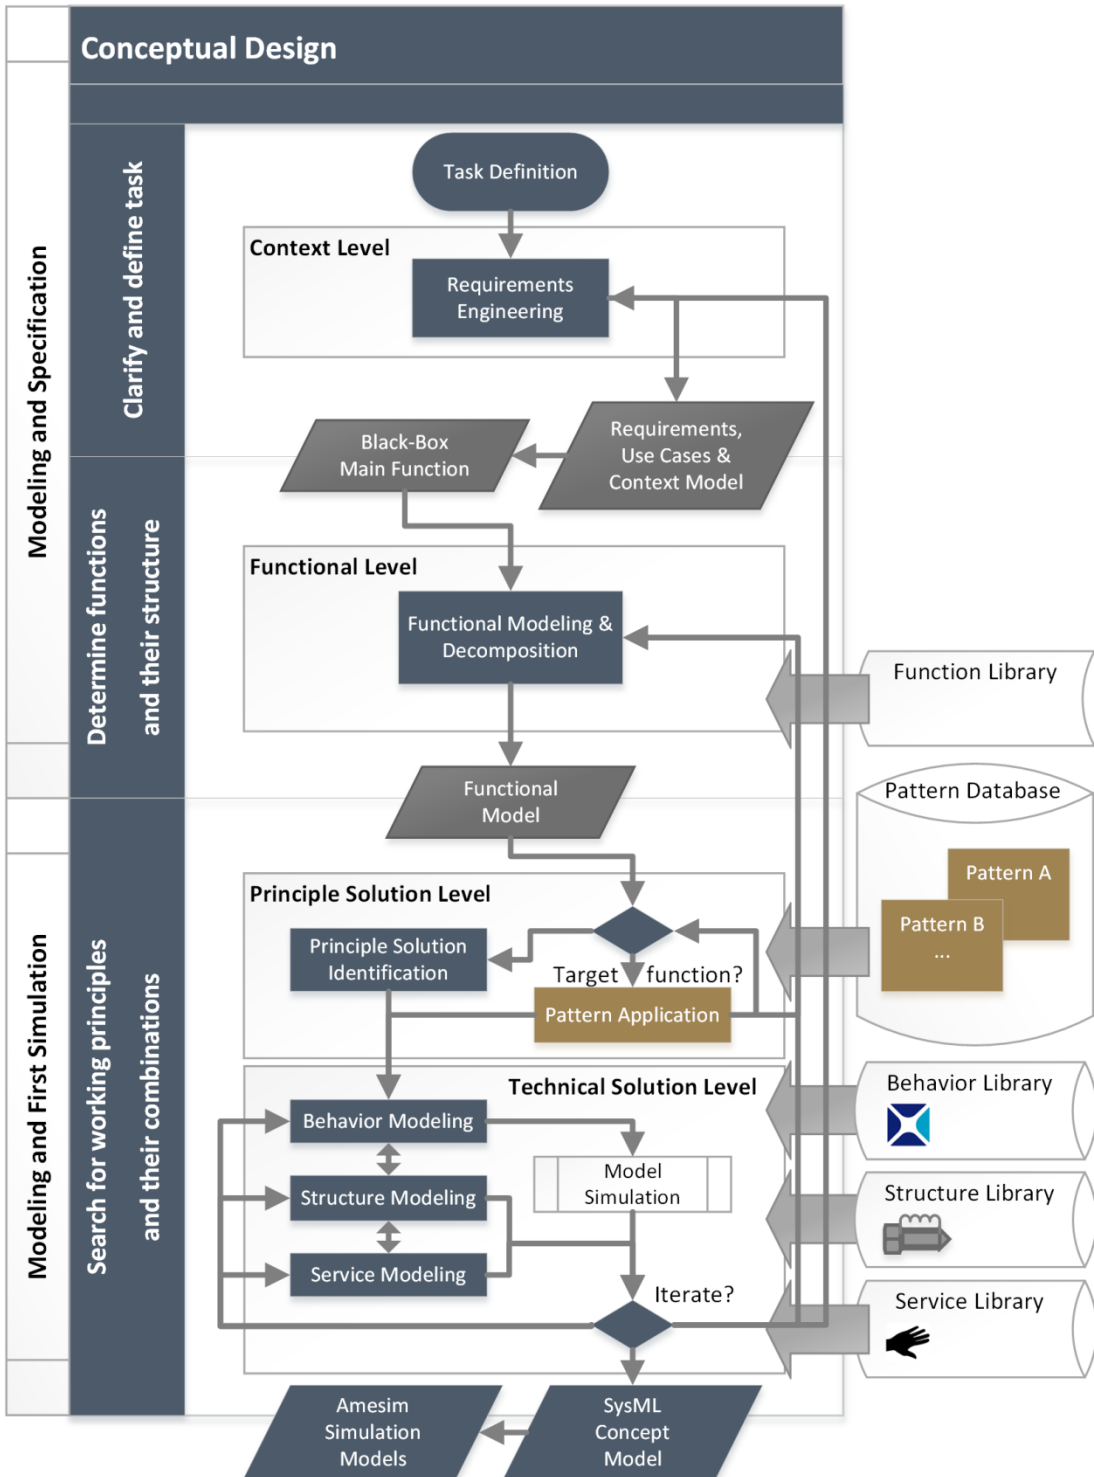 Conceptual Design
Modeling and Specification
Clarify and define task
Task Definition
Context Level
Requirements
Engineering
Black-Box
Main Function
Requirements,
Use Cases &
Context Model
Determine functions
and their structure
Functional Level
Functional Modeling &
Decomposition
Function Library
Functional
Model
Pattern Database
Pattern A
Pattern B
...
Modeling and First Simulation
Search for working principles
and their combinations
Principle Solution Level
Principle Solution
Identification
Target function?
Pattern Application
Technical Solution Level
Behavior Modeling
Structure Modeling
Service Modeling
Model
Simulation
Iterate?
Behavior Library
Structure Library
Service Library
Amesim
Simulation
Models
SysML
Concept
Model